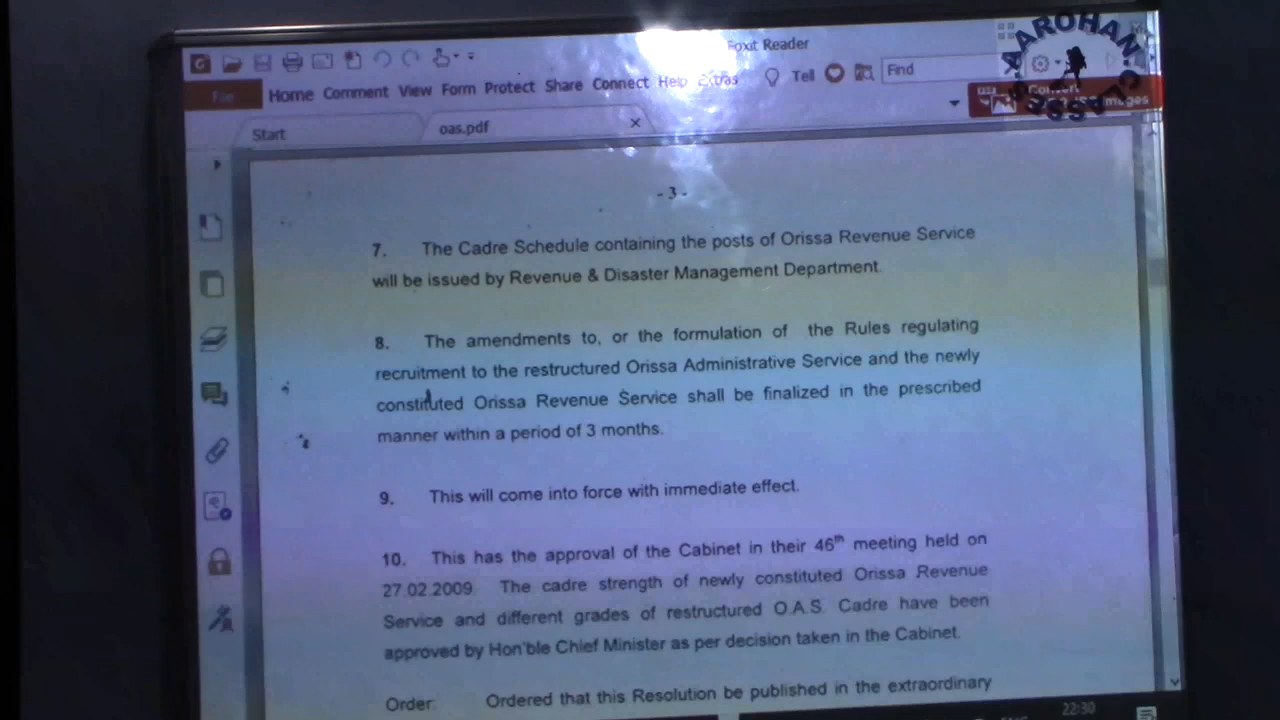 Foxit Reader
File Home Comment View Form Protect Share Connect Help Extras Tell Find
AAROHAN.C
Convert
Images
Start oas.pdf
- 3 -
7. The Cadre Schedule containing the posts of Orissa Revenue Service
will be issued by Revenue & Disaster Management Department.
8. The amendments to, or the formulation of the Rules regulating
recruitment to the restructured Orissa Administrative Service and the newly
constituted Orissa Revenue Service shall be finalized in the prescribed
manner within a period of 3 months.
9. This will come into force with immediate effect.
10. This has the approval of the Cabinet in their 46th meeting held on
27.02.2009 The cadre strength of newly constituted Orissa Revenue
Service and different grades of restructured O.A.S. Cadre have been
approved by Hon'ble Chief Minister as per decision taken in the Cabinet.
Order: Ordered that this Resolution be published in the extraordinary
22:30